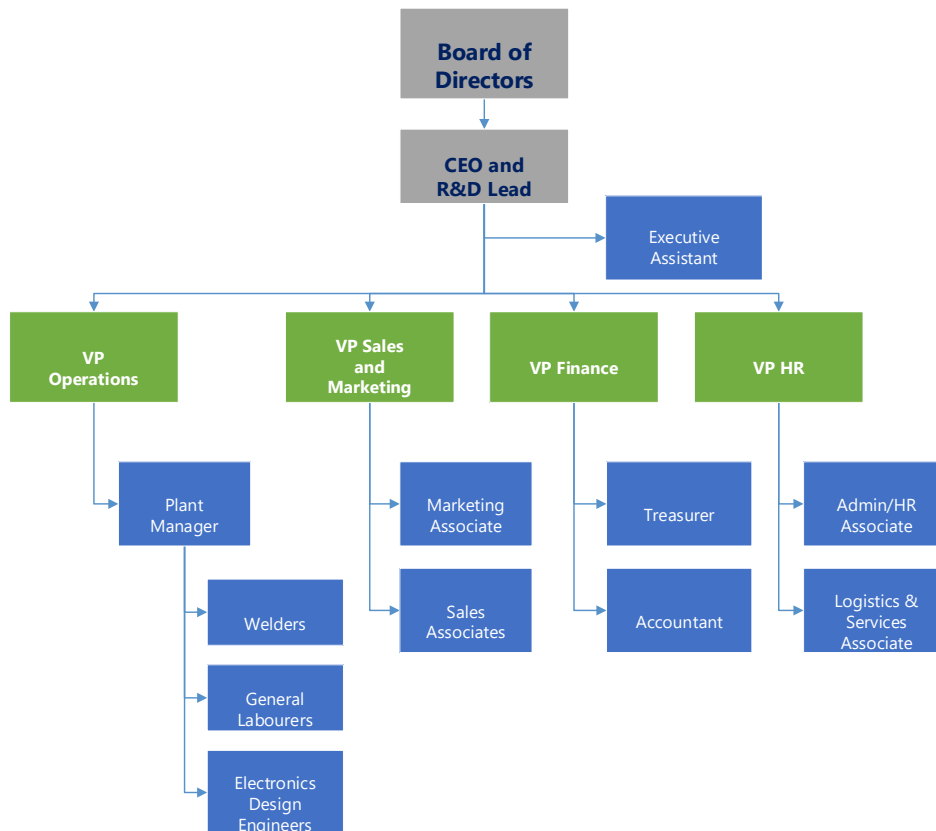 Board of
Directors
CEO and
R&D Lead
Executive
Assistant
VP
Operations
VP Sales
and
Marketing
VP Finance
VP HR
Plant
Manager
Marketing
Associate
Treasurer
Admin/HR
Associate
Welders
Sales
Associates
Accountant
Logistics &
Services
Associate
General
Labourers
Electronics
Design
Engineers